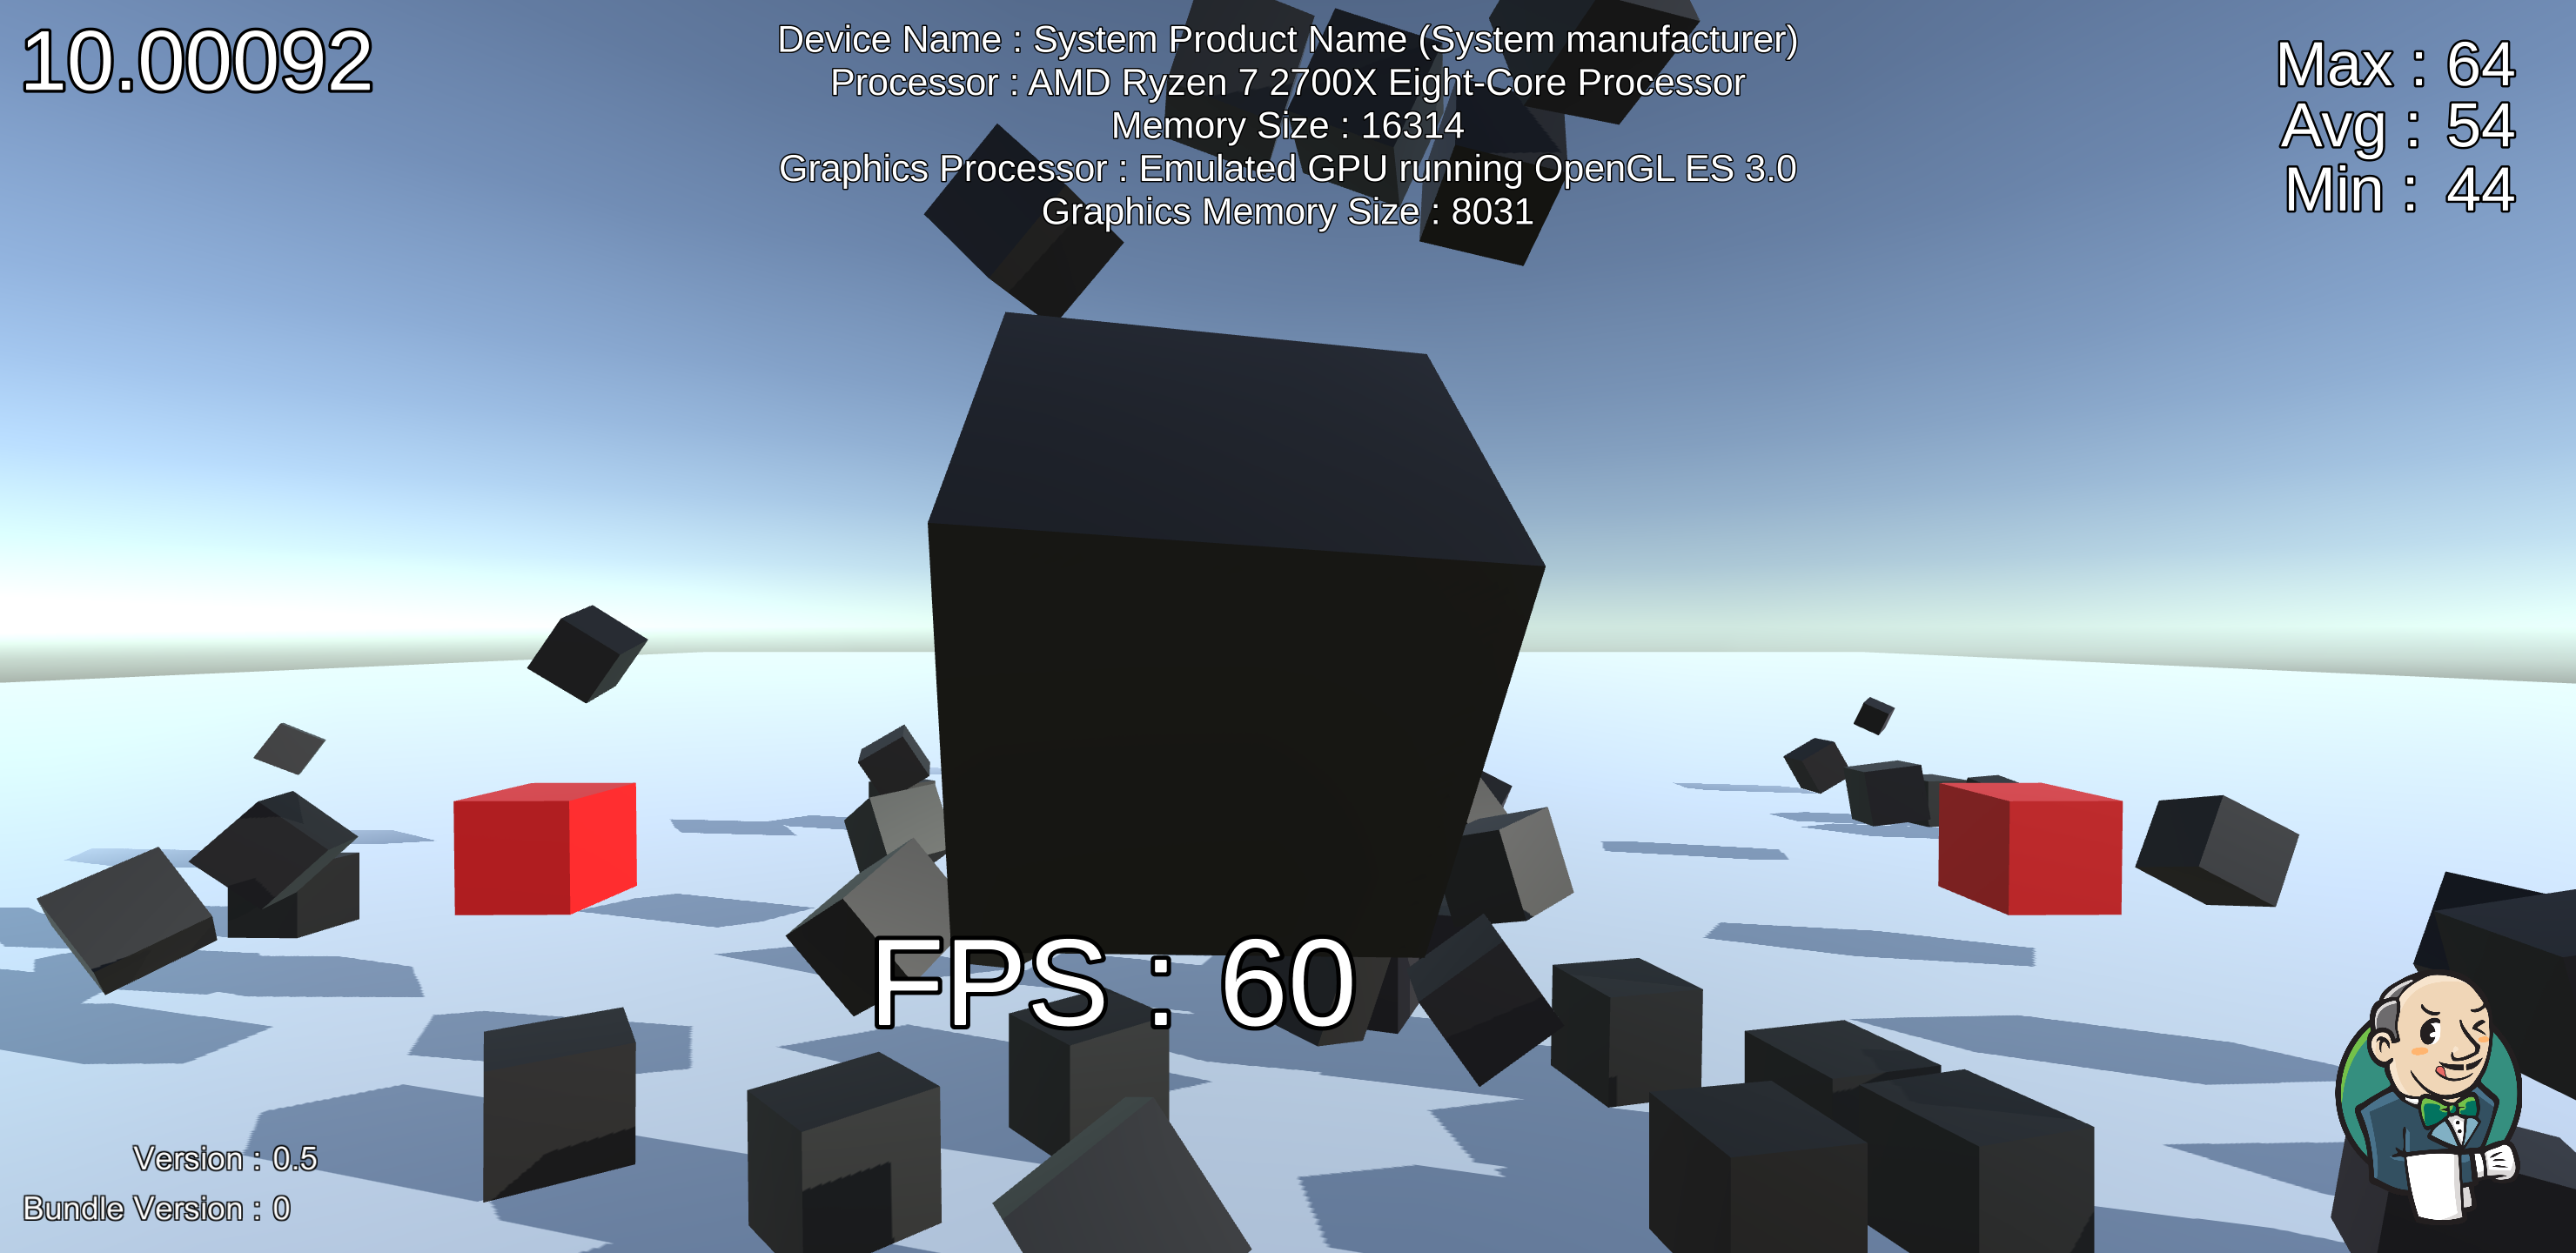 10.00092
Device Name : System Product Name (System manufacturer)
Processor : AMD Ryzen 7 2700X Eight-Core Processor
Memory Size : 16314
Graphics Processor : Emulated GPU running OpenGL ES 3.0
Graphics Memory Size : 8031
Max : 64
Avg : 54
Min : 44
FPS : 60
Version : 0.5
Bundle Version : 0